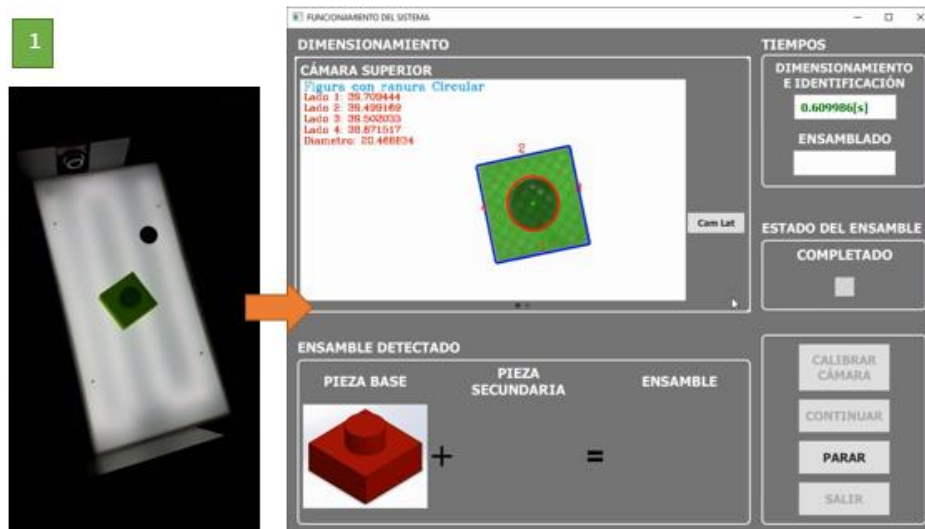 1
FUNCIONAMIENTO DEL SISTEMA
DIMENSIONAMIENTO
CÁMARA SUPERIOR
Figura con ranura Circular
Lado 1: 39.709444
Lado 2: 39.499169
Lado 3: 39.502033
Lado 4: 38.871517
Diametro: 20.468834
2
Cam Lat
TIEMPOS
DIMENSIONAMIENTO
E IDENTIFICACIÓN
0.609986[s]
ENSAMBLADO
ESTADO DEL ENSAMBLE
COMPLETADO
ENSAMBLE DETECTADO
PIEZA BASE
+
PIEZA
SECUNDARIA
=
ENSAMBLE
CALIBRAR
CÁMARA
CONTINUAR
PARAR
SALIR